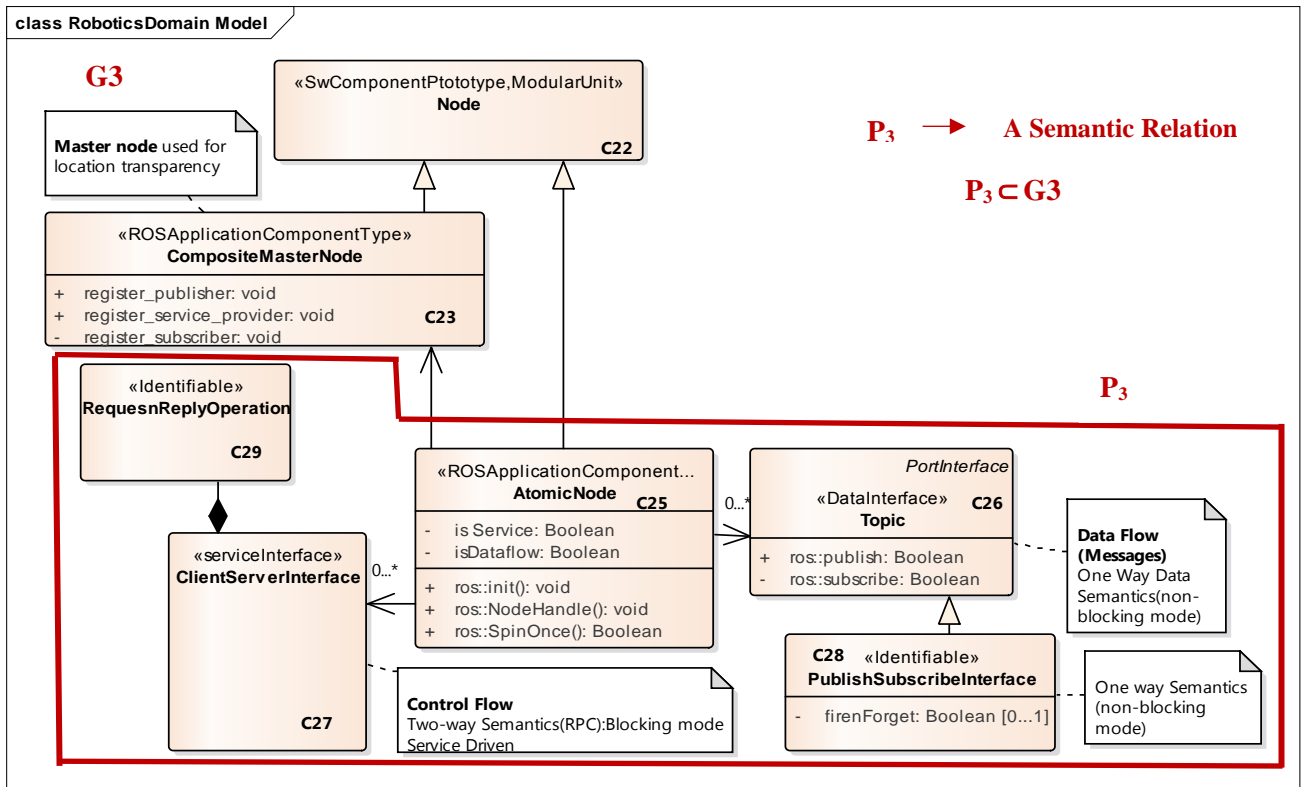 class RoboticsDomain Model
G3
«SwComponentPtototype,ModularUnit»
Node
C22
P3 → A Semantic Relation
P3 ⊂ G3
Master node used for
location transparency
«ROSApplicationComponentType»
CompositeMasterNode
+ register_publisher: void
+ register_service_provider: void
- register_subscriber: void
C23
P3
«Identifiable»
RequesnReplyOperation
C29
«ROSApplicationComponent...
AtomicNode
C25
- is Service: Boolean
- isDataflow: Boolean
+ ros::init(): void
+ ros::NodeHandle(): void
+ ros::SpinOnce(): Boolean
0...*
PortInterface
«DataInterface»
C26
Topic
+ ros::publish: Boolean
- ros::subscribe: Boolean
Data Flow
(Messages)
One Way Data
Semantics(non-
blocking mode)
«serviceInterface»
ClientServerInterface
C27
0...*
Control Flow
Two-way Semantics(RPC):Blocking mode
Service Driven
C28
«Identifiable»
PublishSubscribeInterface
- firenForget: Boolean [0...1]
One way Semantics
(non-blocking
mode)